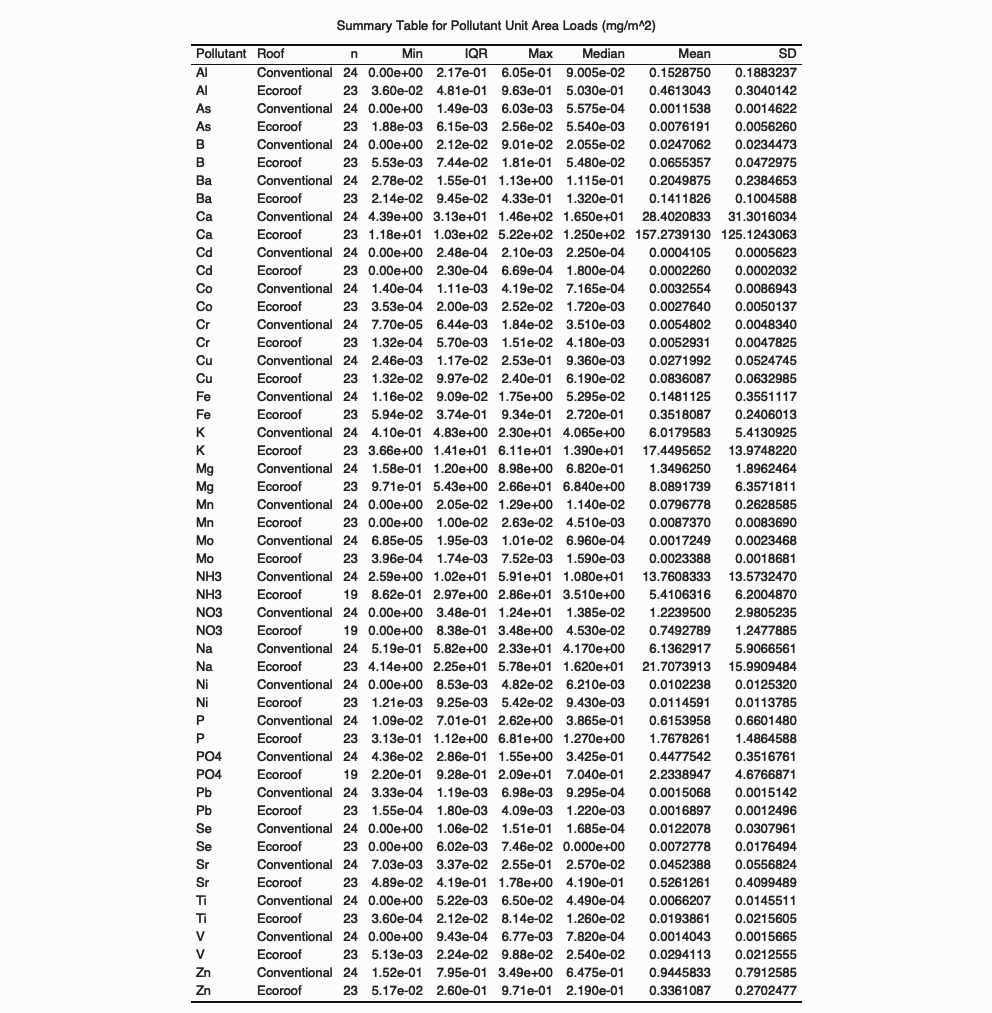 Summary Table for Pollutant Unit Area Loads (mg/m^2)
Pollutant Roof n Min IQR Max Median Mean SD
Al Conventional 24 0.00e+00 2.17e-01 6.05e-01 9.005e-02 0.1528750 0.1883237
Al Ecoroof 23 3.60e-02 4.81e-01 9.63e-01 5.030e-01 0.4613043 0.3040142
As Conventional 24 0.00e+00 1.49e-03 6.03e-03 5.575e-04 0.0011538 0.0014622
As Ecoroof 23 1.88e-03 6.15e-03 2.56e-02 5.540e-03 0.0076191 0.0056260
B Conventional 24 0.00e+00 2.12e-02 9.01e-02 2.055e-02 0.0247062 0.0234473
B Ecoroof 23 5.53e-03 7.44e-02 1.81e-01 5.480e-02 0.0655357 0.0472975
Ba Conventional 24 2.78e-02 1.55e-01 1.13e+00 1.115e-01 0.2049875 0.2384653
Ba Ecoroof 23 2.14e-02 9.45e-02 4.33e-01 1.320e-01 0.1411826 0.1004588
Ca Conventional 24 4.39e+00 3.13e+01 1.46e+02 1.650e+01 28.4020833 31.3016034
Ca Ecoroof 23 1.18e+01 1.03e+02 5.22e+02 1.250e+02 157.2739130 125.1243063
Cd Conventional 24 0.00e+00 2.48e-04 2.10e-03 2.250e-04 0.0004105 0.0005623
Cd Ecoroof 23 0.00e+00 2.30e-04 6.69e-04 1.800e-04 0.0002260 0.0002032
Co Conventional 24 1.40e-04 1.11e-03 4.19e-02 7.165e-04 0.0032554 0.0086943
Co Ecoroof 23 3.53e-04 2.00e-03 2.52e-02 1.720e-03 0.0027640 0.0050137
Cr Conventional 24 7.70e-05 6.44e-03 1.84e-02 3.510e-03 0.0054802 0.0048340
Cr Ecoroof 23 1.32e-04 5.70e-03 1.51e-02 4.180e-03 0.0052931 0.0047825
Cu Conventional 24 2.46e-03 1.17e-02 2.53e-01 9.360e-03 0.0271992 0.0524745
Cu Ecoroof 23 1.32e-02 9.97e-02 2.40e-01 6.190e-02 0.0836087 0.0632985
Fe Conventional 24 1.16e-02 9.09e-02 1.75e+00 5.295e-02 0.1481125 0.3551117
Fe Ecoroof 23 5.94e-02 3.74e-01 9.34e-01 2.720e-01 0.3518087 0.2406013
K Conventional 24 4.10e-01 4.83e+00 2.30e+01 4.065e+00 6.0179583 5.4130925
K Ecoroof 23 3.66e+00 1.41e+01 6.11e+01 1.390e+01 17.4495652 13.9748220
Mg Conventional 24 1.58e-01 1.20e+00 8.98e+00 6.820e-01 1.3496250 1.8962464
Mg Ecoroof 23 9.71e-01 5.43e+00 2.66e+01 6.840e+00 8.0891739 6.3571811
Mn Conventional 24 0.00e+00 2.05e-02 1.29e+00 1.140e-02 0.0796778 0.2628585
Mn Ecoroof 23 0.00e+00 1.00e-02 2.63e-02 4.510e-03 0.0087370 0.0083690
Mo Conventional 24 6.85e-05 1.95e-03 1.01e-02 6.960e-04 0.0017249 0.0023468
Mo Ecoroof 23 3.96e-04 1.74e-03 7.52e-03 1.590e-03 0.0023388 0.0018681
NH3 Conventional 24 2.59e+00 1.02e+01 5.91e+01 1.080e+01 13.7608333 13.5732470
NH3 Ecoroof 19 8.62e-01 2.97e+00 2.86e+01 3.510e+00 5.4106316 6.2004870
NO3 Conventional 24 0.00e+00 3.48e-01 1.24e+01 1.385e-02 1.2239500 2.9805235
NO3 Ecoroof 19 0.00e+00 8.38e-01 3.48e+00 4.530e-02 0.7492789 1.2477885
Na Conventional 24 5.19e-01 5.82e+00 2.33e+01 4.170e+00 6.1362917 5.9066561
Na Ecoroof 23 4.14e+00 2.25e+01 5.78e+01 1.620e+01 21.7073913 15.9909484
Ni Conventional 24 0.00e+00 8.53e-03 4.82e-02 6.210e-03 0.0102238 0.0125320
Ni Ecoroof 23 1.21e-03 9.25e-03 5.42e-02 9.430e-03 0.0114591 0.0113785
P Conventional 24 1.09e-02 7.01e-01 2.62e+00 3.865e-01 0.6153958 0.6601480
P Ecoroof 23 3.13e-01 1.12e+00 6.81e+00 1.270e+00 1.7678261 1.4864588
PO4 Conventional 24 4.36e-02 2.86e-01 1.55e+00 3.425e-01 0.4477542 0.3516761
PO4 Ecoroof 19 2.20e-01 9.28e-01 2.09e+01 7.040e-01 2.2338947 4.6766871
Pb Conventional 24 3.33e-04 1.19e-03 6.98e-03 9.295e-04 0.0015068 0.0015142
Pb Ecoroof 23 1.55e-04 1.80e-03 4.09e-03 1.220e-03 0.0016897 0.0012496
Se Conventional 24 0.00e+00 1.06e-02 1.51e-01 1.685e-04 0.0122078 0.0307961
Se Ecoroof 23 0.00e+00 6.02e-03 7.46e-02 0.000e+00 0.0072778 0.0176494
Sr Conventional 24 7.03e-03 3.37e-02 2.55e-01 2.570e-02 0.0452388 0.0556824
Sr Ecoroof 23 4.89e-02 4.19e-01 1.78e+00 4.190e-01 0.5261261 0.4099489
Ti Conventional 24 0.00e+00 5.22e-03 6.50e-02 4.490e-04 0.0066207 0.0145511
Ti Ecoroof 23 3.60e-04 2.12e-02 8.14e-02 1.260e-02 0.0193861 0.0215605
V Conventional 24 0.00e+00 9.43e-04 6.77e-03 7.820e-04 0.0014043 0.0015665
V Ecoroof 23 5.13e-03 2.24e-02 9.88e-02 2.540e-02 0.0294113 0.0212555
Zn Conventional 24 1.52e-01 7.95e-01 3.49e+00 6.475e-01 0.9445833 0.7912585
Zn Ecoroof 23 5.17e-02 2.60e-01 9.71e-01 2.190e-01 0.3361087 0.2702477